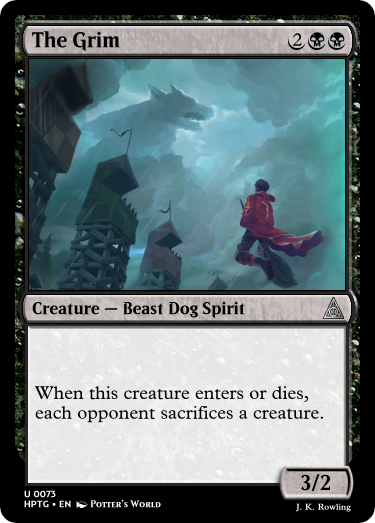 The Grim 2
Creature — Beast Dog Spirit
When this creature enters or dies,
each opponent sacrifices a creature.
3/2
U 0073
HPTG • EN Potter's World
J. K. Rowling